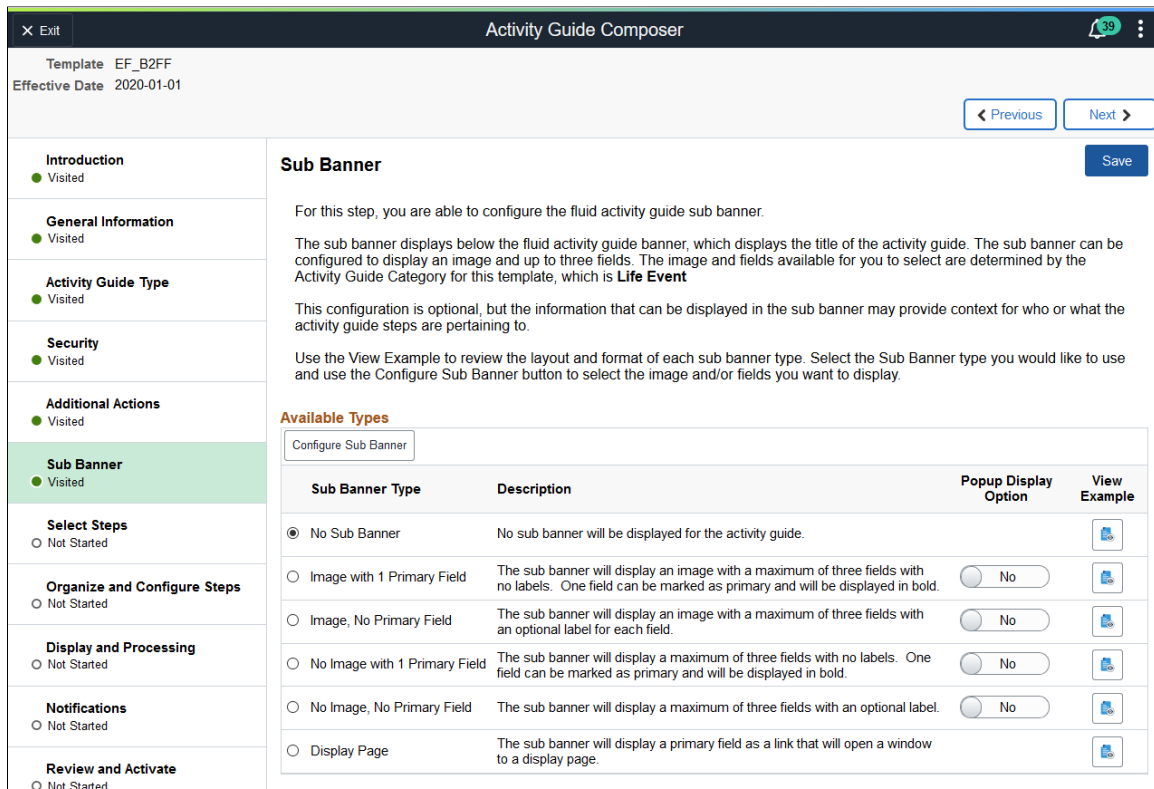 Exit
Activity Guide Composer
39
Template EF_B2FF
Effective Date 2020-01-01
Previous
Next
Introduction
Visited
General Information
Visited
Activity Guide Type
Visited
Security
Visited
Additional Actions
Visited
Sub Banner
Visited
Select Steps
Not Started
Organize and Configure Steps
Not Started
Display and Processing
Not Started
Notifications
Not Started
Review and Activate
Not Started
Sub Banner
Save
For this step, you are able to configure the fluid activity guide sub banner.
The sub banner displays below the fluid activity guide banner, which displays the title of the activity guide. The sub banner can be
configured to display an image and up to three fields. The image and fields available for you to select are determined by the
Activity Guide Category for this template, which is Life Event
This configuration is optional, but the information that can be displayed in the sub banner may provide context for who or what the
activity guide steps are pertaining to.
Use the View Example to review the layout and format of each sub banner type. Select the Sub Banner type you would like to use
and use the Configure Sub Banner button to select the image and/or fields you want to display.
Available Types
Configure Sub Banner
Sub Banner Type
Description
Popup Display
Option
View
Example
No Sub Banner
No sub banner will be displayed for the activity guide.
Image with 1 Primary Field
The sub banner will display an image with a maximum of three fields with
no labels. One field can be marked as primary and will be displayed in bold.
No
Image, No Primary Field
The sub banner will display an image with a maximum of three fields with
an optional label for each field.
No
No Image with 1 Primary Field
The sub banner will display a maximum of three fields with no labels. One
field can be marked as primary and will be displayed in bold.
No
No Image, No Primary Field
The sub banner will display a maximum of three fields with an optional label.
No
Display Page
The sub banner will display a primary field as a link that will open a window
to a display page.